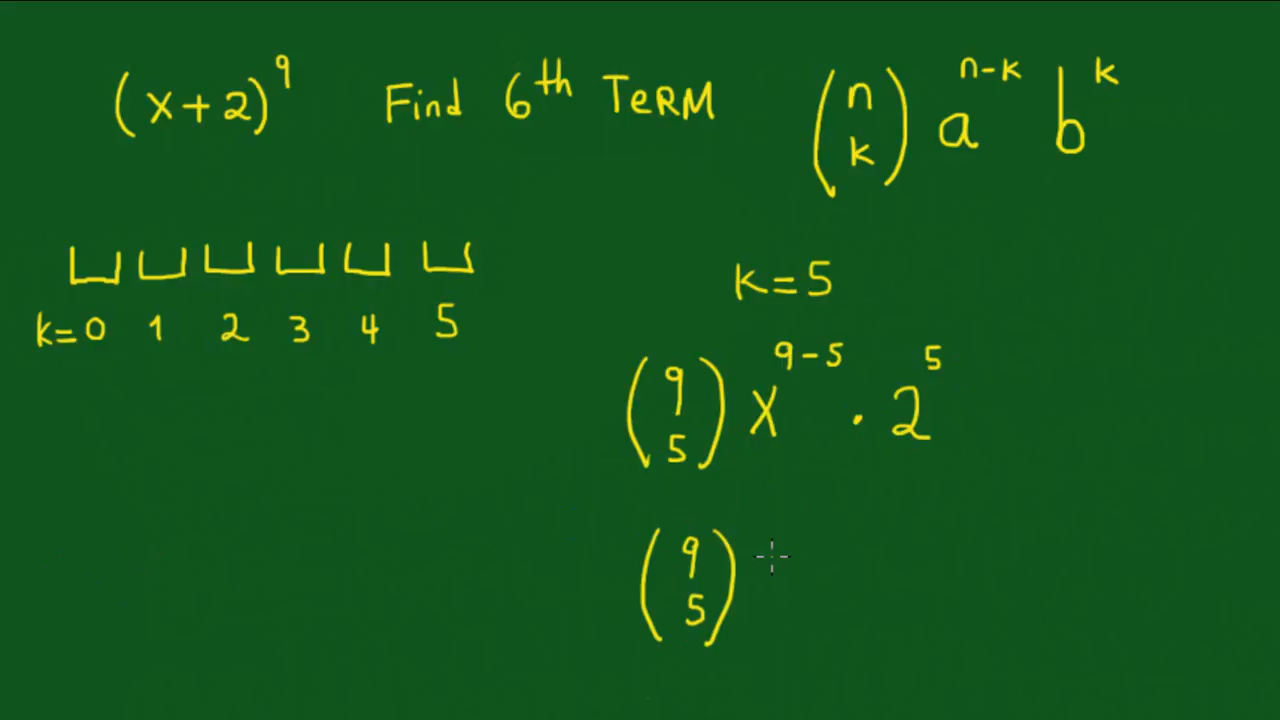 (x+2)^9 Find 6th TERM (n k) a^n-k b^k
k=0 1 2 3 4 5
k=5
(9 5) x^9-5 · 2^5
(9 5)